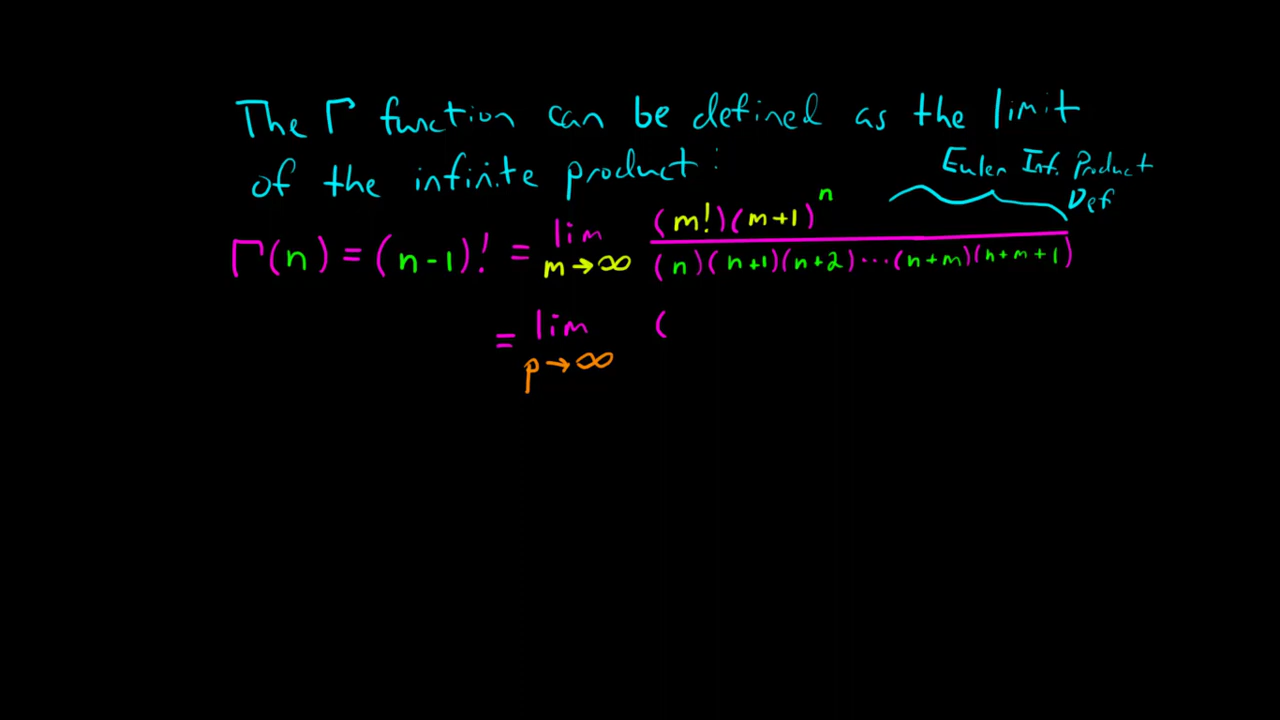 The Γ function can be defined as the limit
of the infinite product:
Euler Inf. Product
Def
Γ(n) = (n-1)! = lim m→∞ (m!)(m+1)^n / (n)(n+1)(n+2)···(n+m)(n+m+1)
= lim p→∞ (